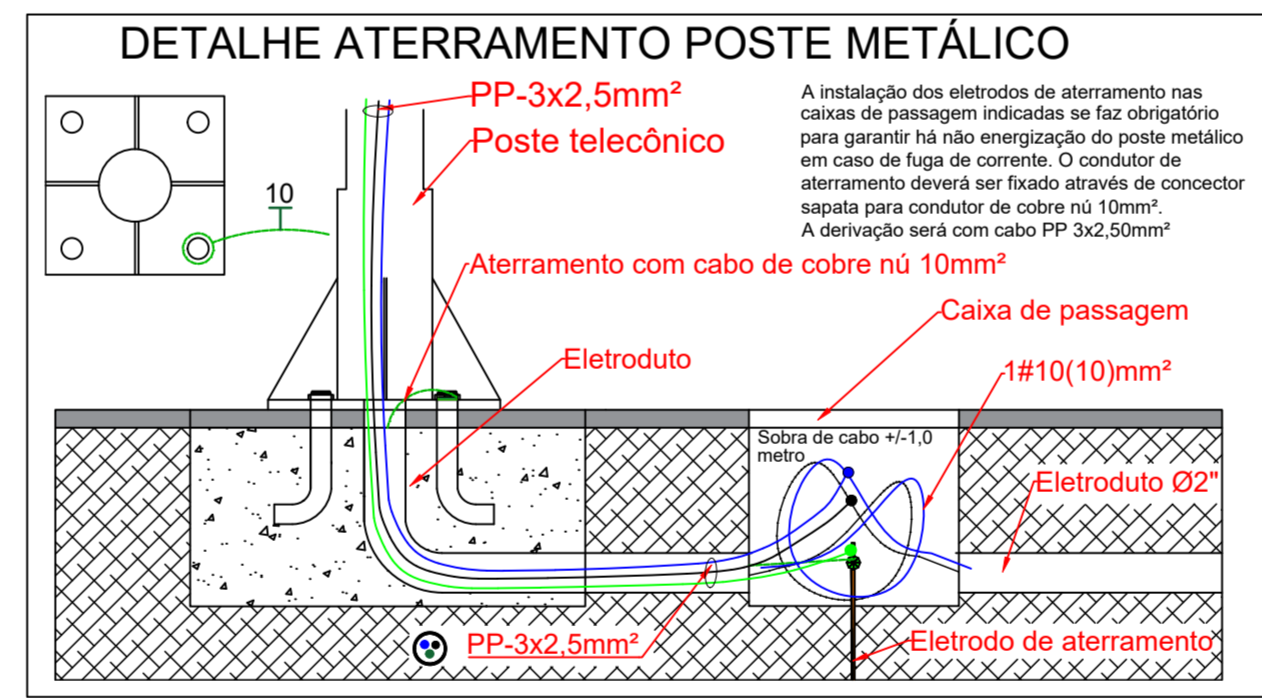 DETALHE ATERRAMENTO POSTE METÁLICO
PP-3x2,5mm²
Poste telecônico
A instalação dos eletrodos de aterramento nas
caixas de passagem indicadas se faz obrigatório
para garantir há não energização do poste metálico
em caso de fuga de corrente. O condutor de
aterramento deverá ser fixado através de concector
sapata para condutor de cobre nú 10mm².
A derivação será com cabo PP 3x2,50mm²
10
Aterramento com cabo de cobre nú 10mm²
Caixa de passagem
Eletroduto
1#10(10)mm²
Sobra de cabo +/-1,0
metro
Eletroduto Ø2"
PP-3x2,5mm²
Eletrodo de aterramento